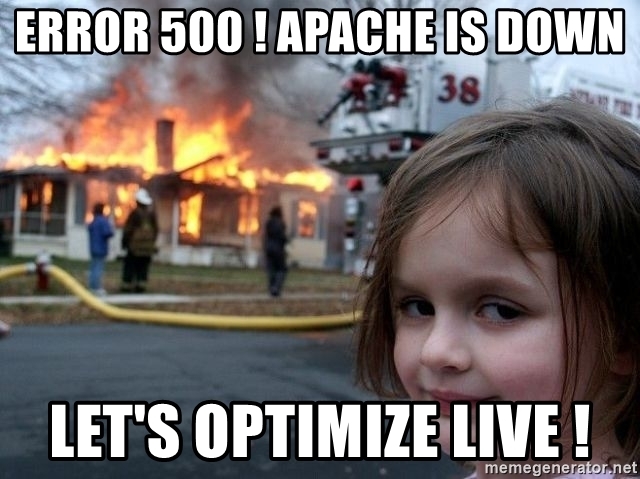 ERROR 500 ! APACHE IS DOWN
38
LET'S OPTIMIZE LIVE !
memegenerator.net